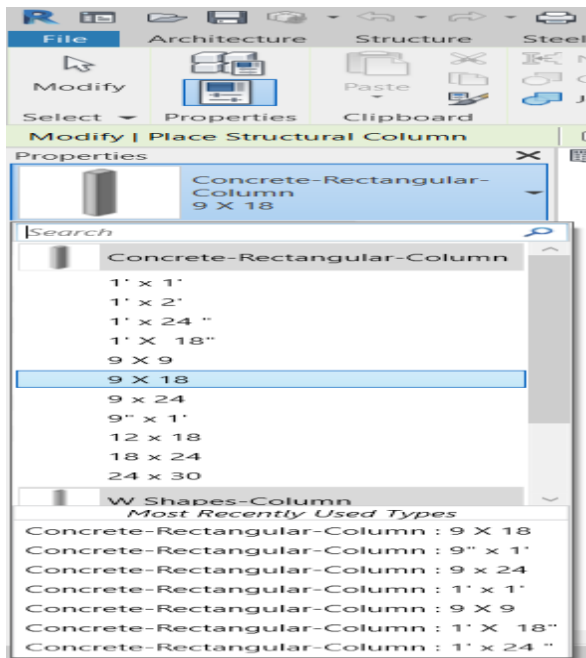 R
File Architecture Structure Steel
Modify
Paste
Select Properties Clipboard
Modify | Place Structural Column
Properties
Concrete-Rectangular-
Column
9 X 18
Search
Concrete-Rectangular-Column
1' x 1'
1' x 2'
1' x 24 "
1' X  18"
9 X 9
9 X 18
9 x 24
9" x 1'
12 x 18
18 x 24
24 x 30
W Shapes-Column
Most Recently Used Types
Concrete-Rectangular-Column : 9 X 18
Concrete-Rectangular-Column : 9" x 1'
Concrete-Rectangular-Column : 9 x 24
Concrete-Rectangular-Column : 1' x 1'
Concrete-Rectangular-Column : 9 X 9
Concrete-Rectangular-Column : 1' X  18"
Concrete-Rectangular-Column : 1' x 24 "